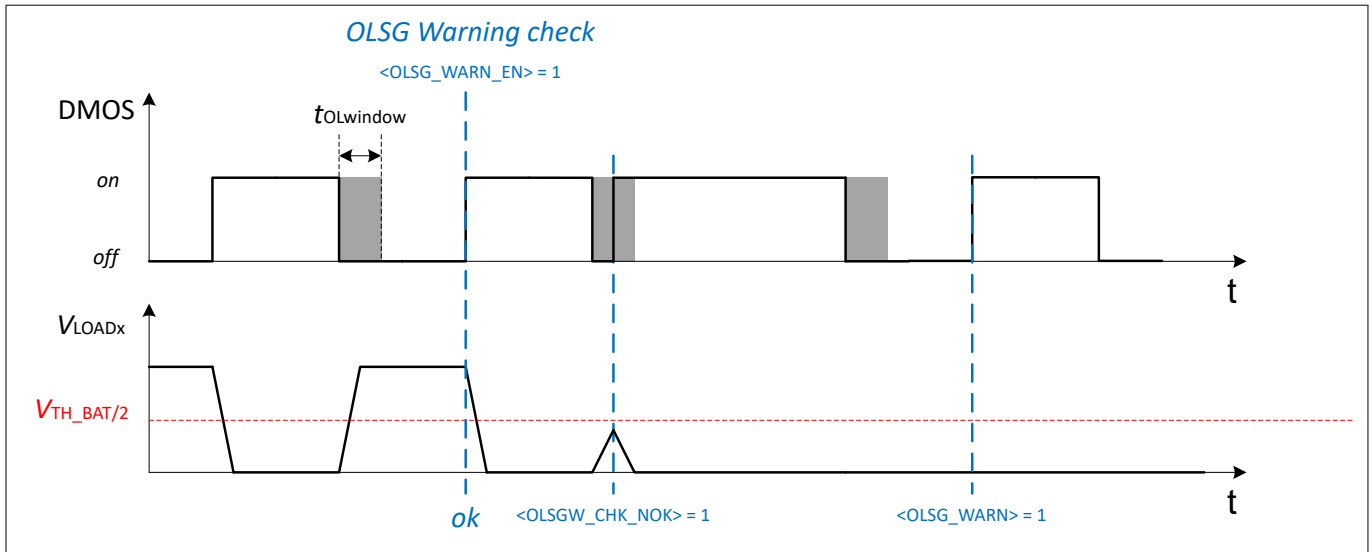 OLSG Warning check
<OLSG_WARN_EN> = 1
DMOS
tOLwindow
on
off
t
VLOADx
VTH_BAT/2
t
ok
<OLSGW_CHK_NOK> = 1
<OLSG_WARN> = 1